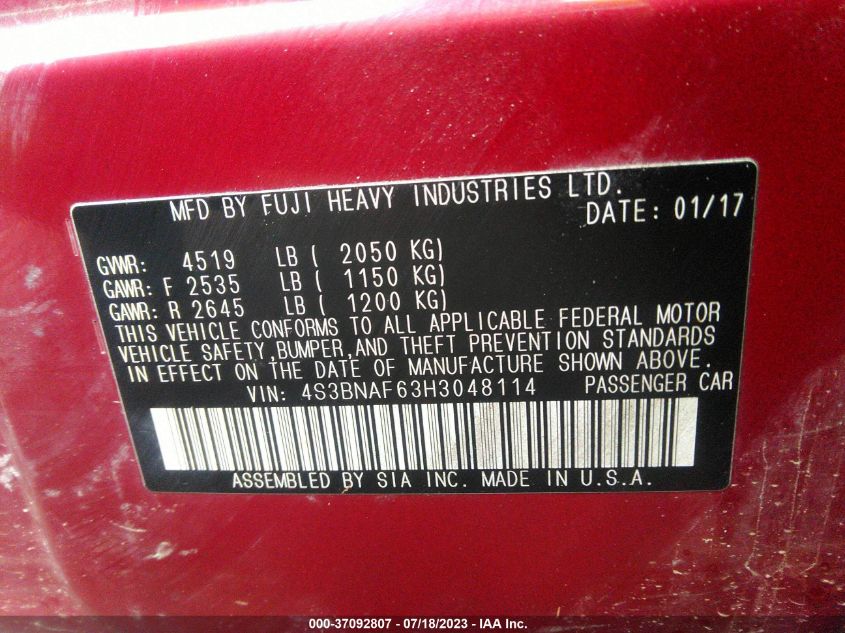 MFD BY FUJI HEAVY INDUSTRIES LTD.
DATE: 01/17
GVWR: 4519 LB ( 2050 KG)
GAWR: F 2535 LB ( 1150 KG)
GAWR: R 2645 LB ( 1200 KG)
THIS VEHICLE CONFORMS TO ALL APPLICABLE FEDERAL MOTOR
VEHICLE SAFETY,BUMPER,AND THEFT PREVENTION STANDARDS
IN EFFECT ON THE DATE OF MANUFACTURE SHOWN ABOVE.
VIN: 4S3BNAF63H3048114 PASSENGER CAR
ASSEMBLED BY SIA INC. MADE IN U.S.A.
000-37092807 - 07/18/2023 - IAA Inc.